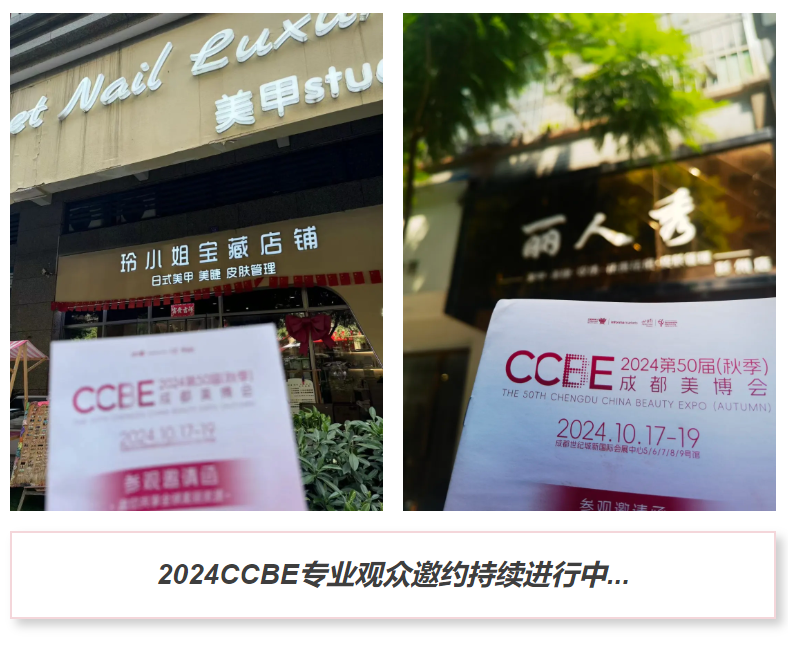 et Nail Luxu
美甲stud
玲小姐宝藏店铺
日式美甲 美睫 皮肤管理
CCBE 2024第50届(秋季)
成都美博会
2024.10.17-19
参观邀请函
丽人秀
CCBE 2024第50届(秋季)
成都美博会
THE 50TH CHENGDU CHINA BEAUTY EXPO (AUTUMN)
2024.10.17-19
成都世纪城新国际会展中心5/6/7/8/9号馆
参观邀请函
2024CCBE专业观众邀约持续进行中...